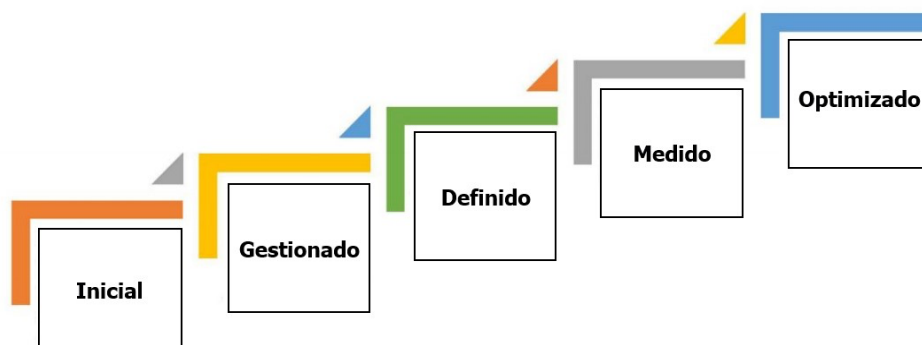 Inicial
Gestionado
Definido
Medido
Optimizado